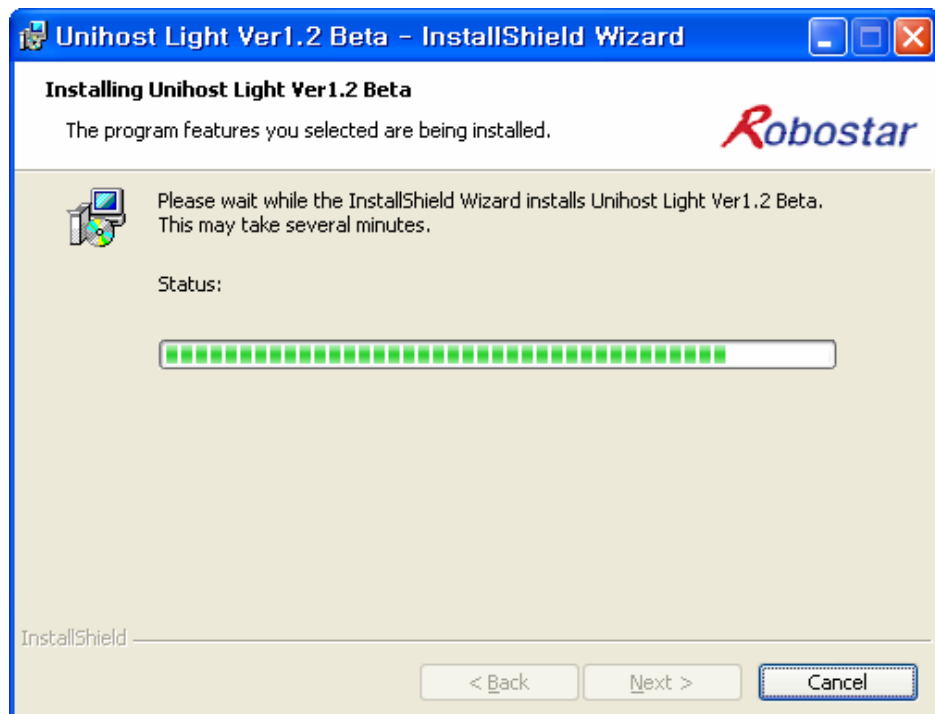 Unihost Light Ver1.2 Beta - InstallShield Wizard
Installing Unihost Light Ver1.2 Beta
The program features you selected are being installed.
Robostar
Please wait while the InstallShield Wizard installs Unihost Light Ver1.2 Beta.
This may take several minutes.
Status:
InstallShield
< Back
Next >
Cancel